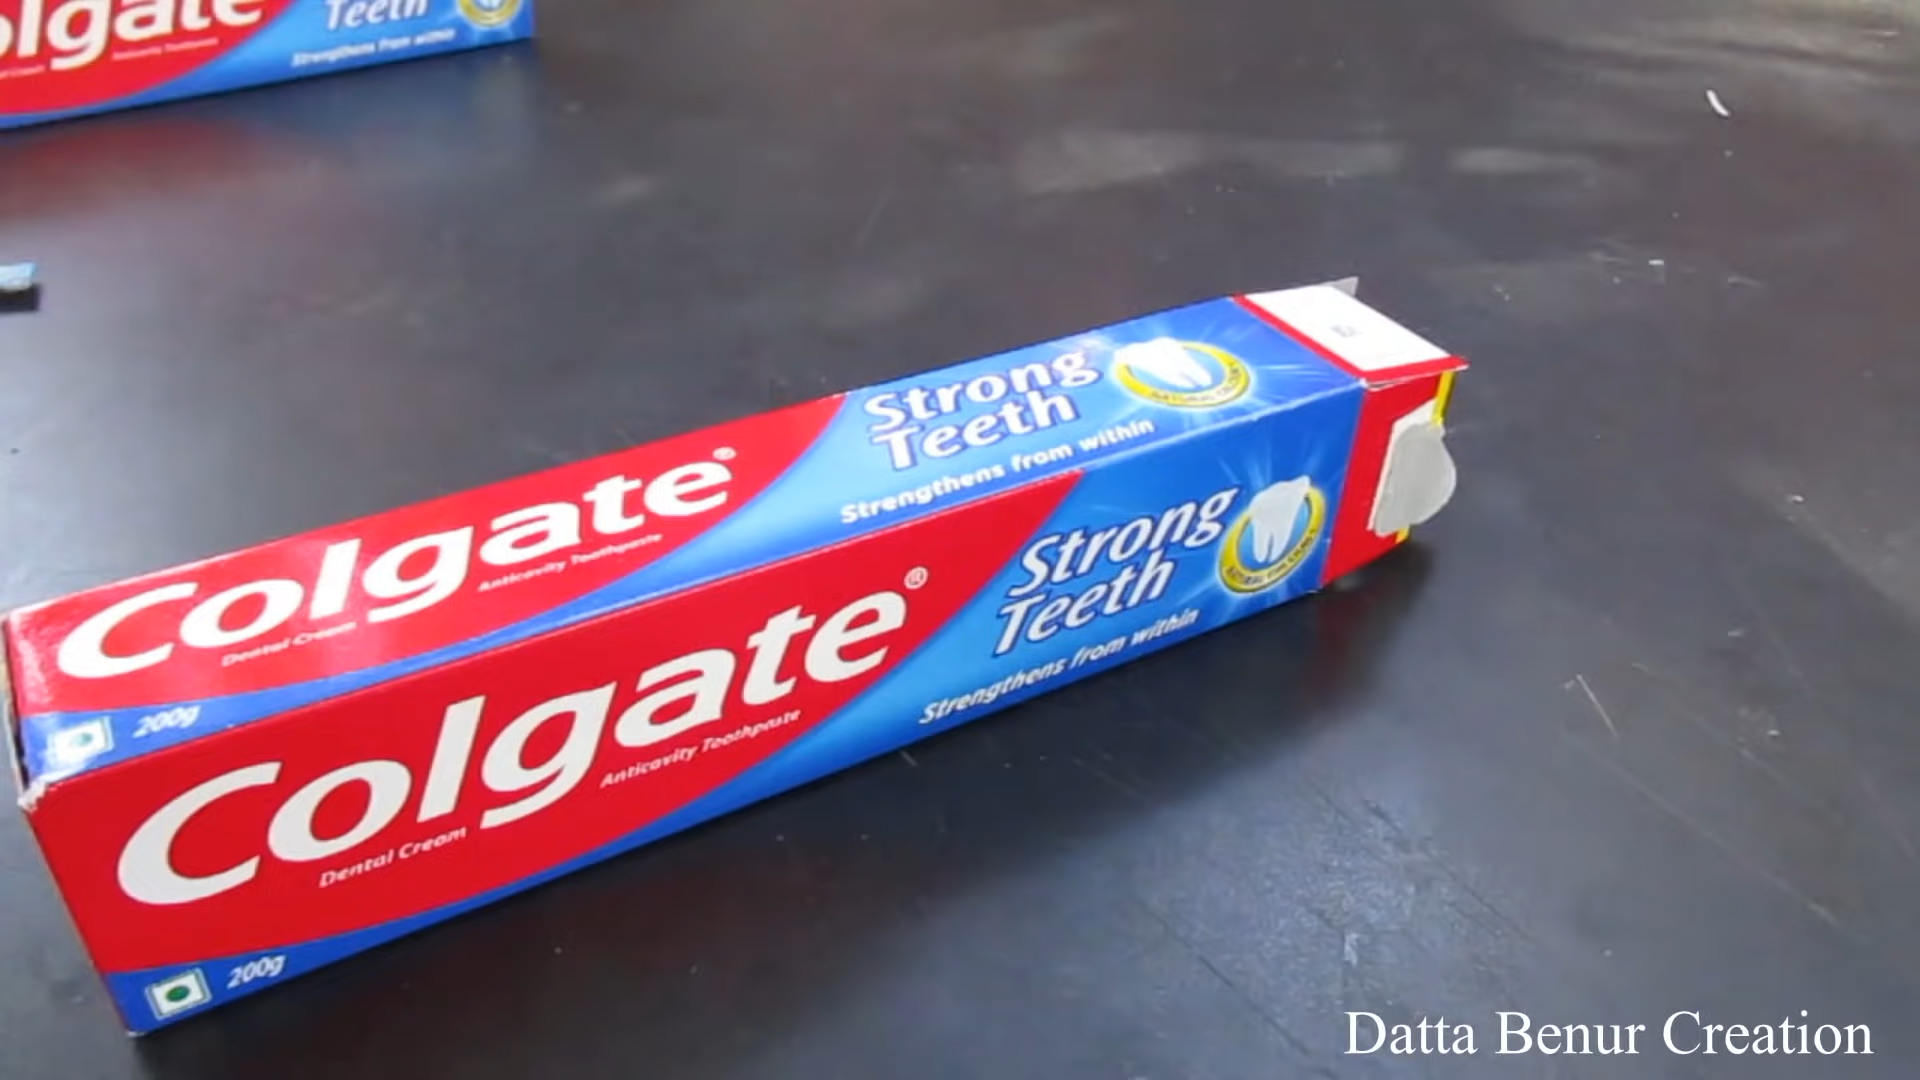 olgate
Teeth
Strengthens from within
Colgate®
Dental Cream
Anticavity Toothpaste
Strong
Teeth
Strengthens from within
200g
Colgate®
Dental Cream
Anticavity Toothpaste
Strong
Teeth
Strengthens from within
200g
Datta Benur Creation